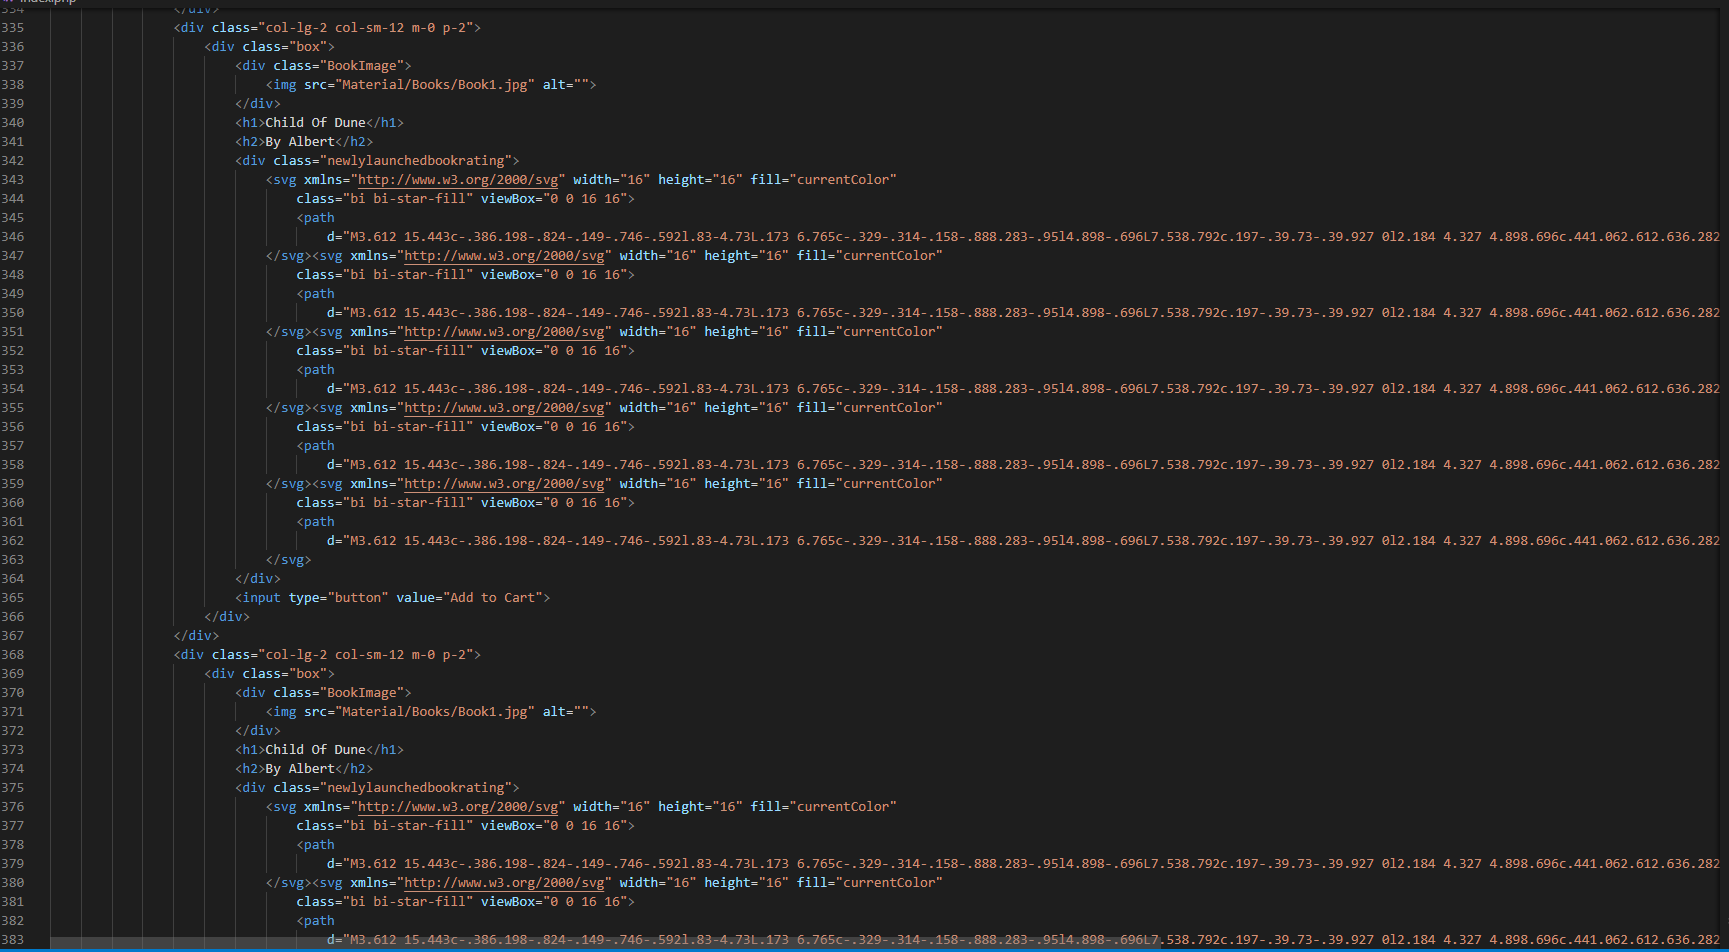 index.php
334 </div>
335 <div class="col-lg-2 col-sm-12 m-0 p-2">
336 <div class="box">
337 <div class="BookImage">
338 <img src="Material/Books/Book1.jpg" alt="">
339 </div>
340 <h1>Child Of Dune</h1>
341 <h2>By Albert</h2>
342 <div class="newlylaunchedbookrating">
343 <svg xmlns="http://www.w3.org/2000/svg" width="16" height="16" fill="currentColor"
344 class="bi bi-star-fill" viewBox="0 0 16 16">
345 <path
346 d="M3.612 15.443c-.386.198-.824-.149-.746-.592l.83-4.73L.173 6.765c-.329-.314-.158-.888.283-.95l4.898-.696L7.538.792c.197-.39.73-.39.927 0l2.184 4.327 4.898.696c.441.062.612.636.282
347 </svg><svg xmlns="http://www.w3.org/2000/svg" width="16" height="16" fill="currentColor"
348 class="bi bi-star-fill" viewBox="0 0 16 16">
349 <path
350 d="M3.612 15.443c-.386.198-.824-.149-.746-.592l.83-4.73L.173 6.765c-.329-.314-.158-.888.283-.95l4.898-.696L7.538.792c.197-.39.73-.39.927 0l2.184 4.327 4.898.696c.441.062.612.636.282
351 </svg><svg xmlns="http://www.w3.org/2000/svg" width="16" height="16" fill="currentColor"
352 class="bi bi-star-fill" viewBox="0 0 16 16">
353 <path
354 d="M3.612 15.443c-.386.198-.824-.149-.746-.592l.83-4.73L.173 6.765c-.329-.314-.158-.888.283-.95l4.898-.696L7.538.792c.197-.39.73-.39.927 0l2.184 4.327 4.898.696c.441.062.612.636.282
355 </svg><svg xmlns="http://www.w3.org/2000/svg" width="16" height="16" fill="currentColor"
356 class="bi bi-star-fill" viewBox="0 0 16 16">
357 <path
358 d="M3.612 15.443c-.386.198-.824-.149-.746-.592l.83-4.73L.173 6.765c-.329-.314-.158-.888.283-.95l4.898-.696L7.538.792c.197-.39.73-.39.927 0l2.184 4.327 4.898.696c.441.062.612.636.282
359 </svg><svg xmlns="http://www.w3.org/2000/svg" width="16" height="16" fill="currentColor"
360 class="bi bi-star-fill" viewBox="0 0 16 16">
361 <path
362 d="M3.612 15.443c-.386.198-.824-.149-.746-.592l.83-4.73L.173 6.765c-.329-.314-.158-.888.283-.95l4.898-.696L7.538.792c.197-.39.73-.39.927 0l2.184 4.327 4.898.696c.441.062.612.636.282
363 </svg>
364 </div>
365 <input type="button" value="Add to Cart">
366 </div>
367 </div>
368 <div class="col-lg-2 col-sm-12 m-0 p-2">
369 <div class="box">
370 <div class="BookImage">
371 <img src="Material/Books/Book1.jpg" alt="">
372 </div>
373 <h1>Child Of Dune</h1>
374 <h2>By Albert</h2>
375 <div class="newlylaunchedbookrating">
376 <svg xmlns="http://www.w3.org/2000/svg" width="16" height="16" fill="currentColor"
377 class="bi bi-star-fill" viewBox="0 0 16 16">
378 <path
379 d="M3.612 15.443c-.386.198-.824-.149-.746-.592l.83-4.73L.173 6.765c-.329-.314-.158-.888.283-.95l4.898-.696L7.538.792c.197-.39.73-.39.927 0l2.184 4.327 4.898.696c.441.062.612.636.282
380 </svg><svg xmlns="http://www.w3.org/2000/svg" width="16" height="16" fill="currentColor"
381 class="bi bi-star-fill" viewBox="0 0 16 16">
382 <path
383 d="M3.612 15.443c-.386.198-.824-.149-.746-.592l.83-4.73L.173 6.765c-.329-.314-.158-.888.283-.95l4.898-.696L7.538.792c.197-.39.73-.39.927 0l2.184 4.327 4.898.696c.441.062.612.636.282